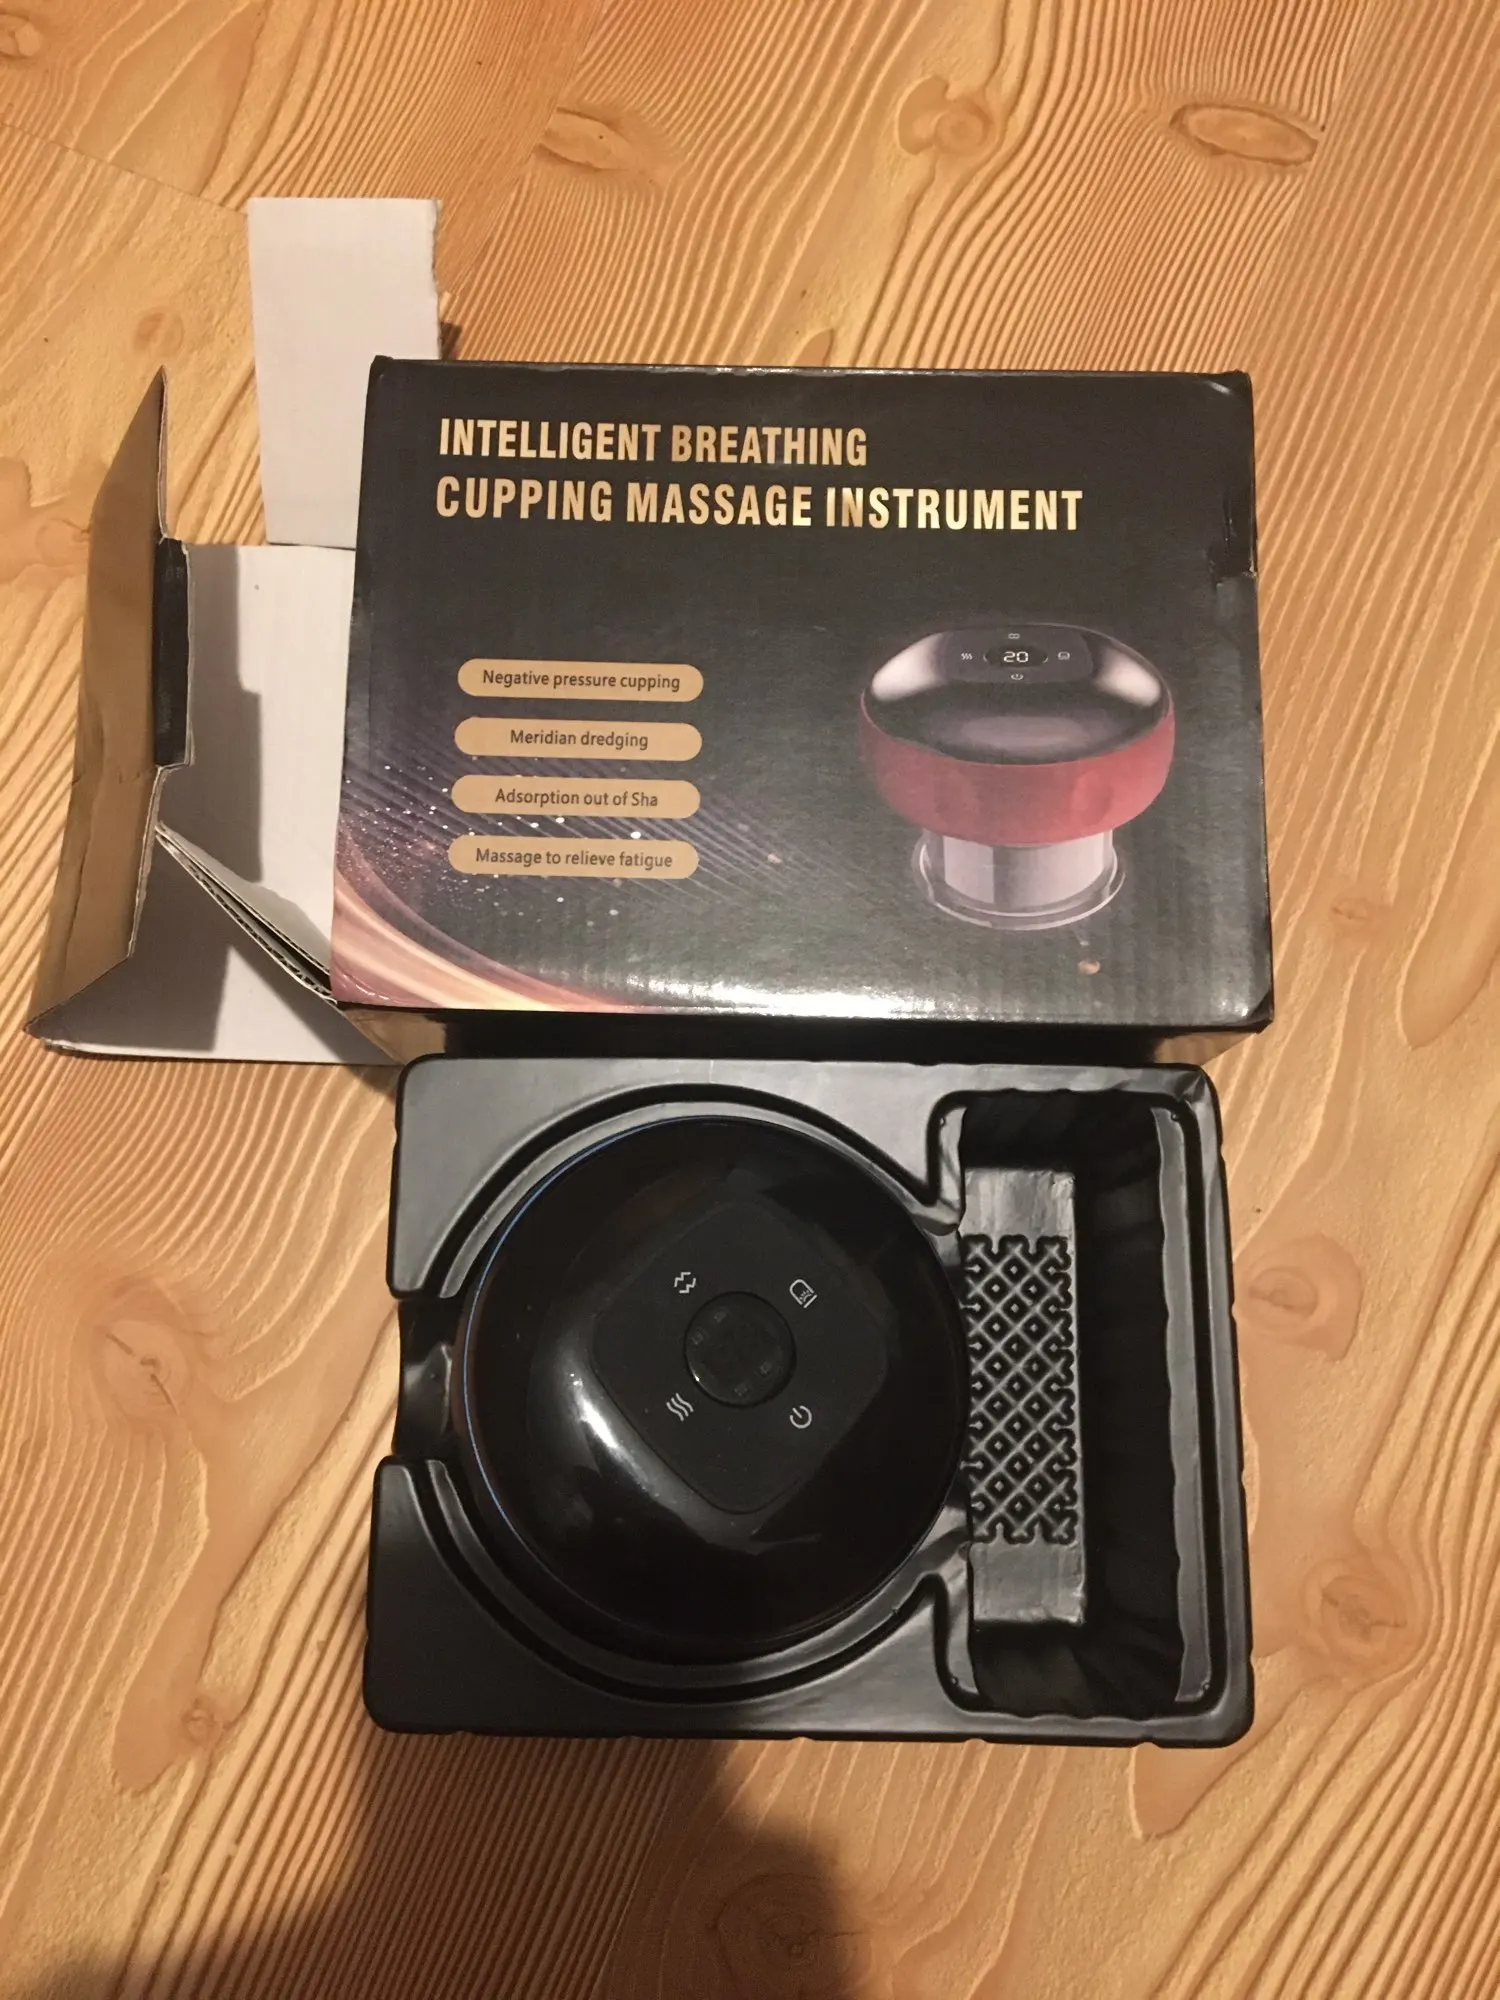 INTELLIGENT BREATHING
CUPPING MASSAGE INSTRUMENT
20
Negative pressure cupping
Meridian dredging
Adsorption out of Sha
Massage to relieve fatigue